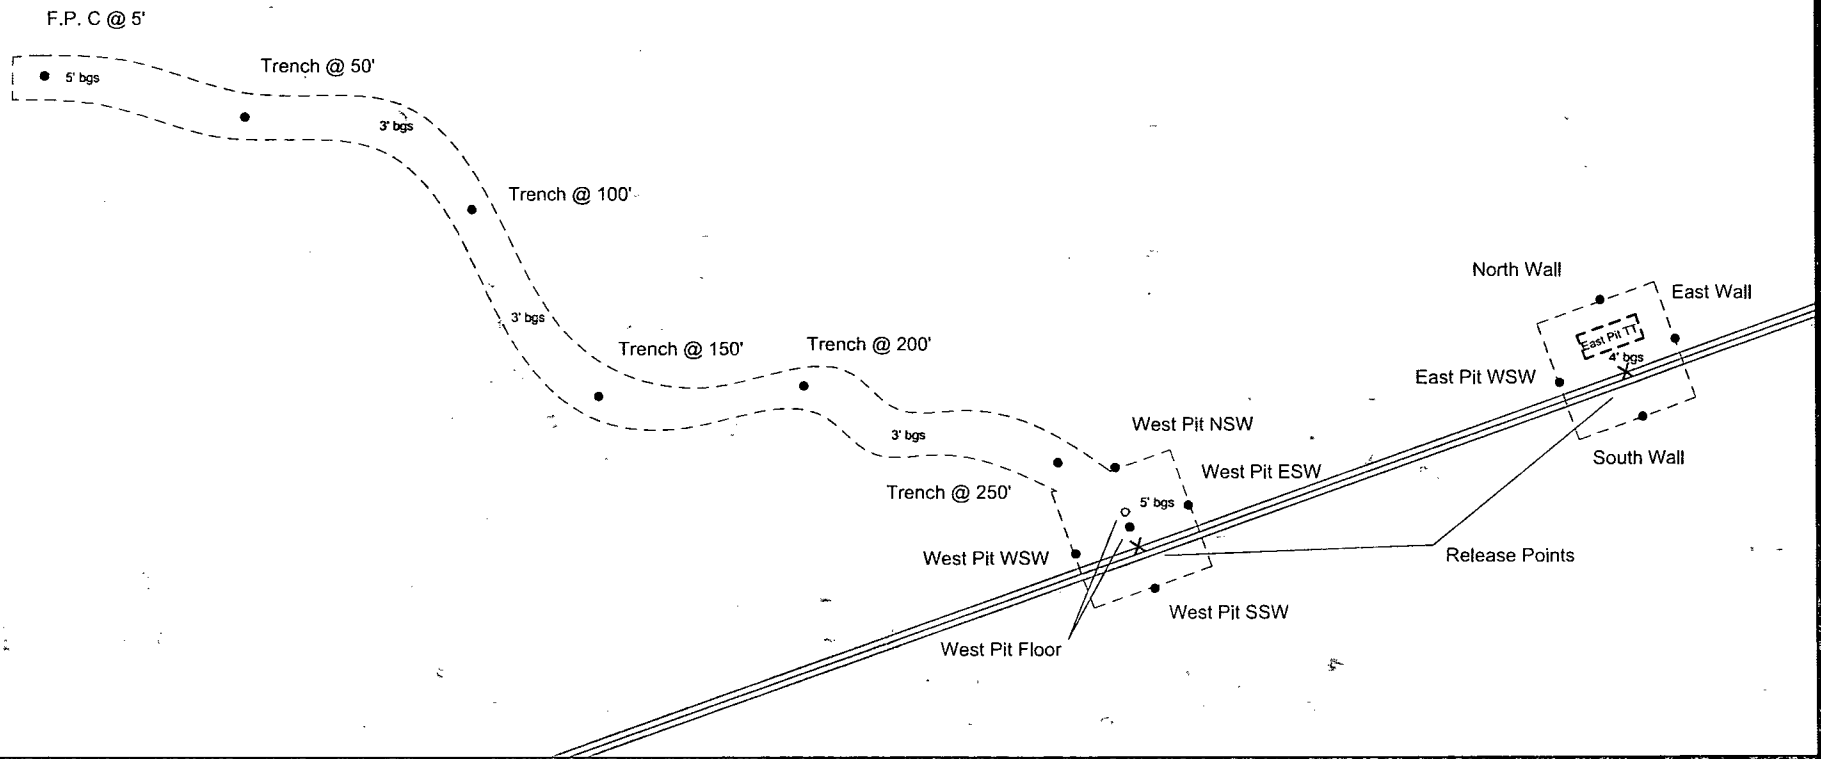 F.P. C @ 5'
Trench @ 50'
5' bgs
3' bgs
Trench @ 100'
North Wall
East Wall
3' bgs
East Pit TT
Trench @ 150'
Trench @ 200'
4' bgs
East Pit WSW
West Pit NSW
3' bgs
South Wall
West Pit ESW
Trench @ 250'
5' bgs
West Pit WSW
Release Points
West Pit SSW
West Pit Floor